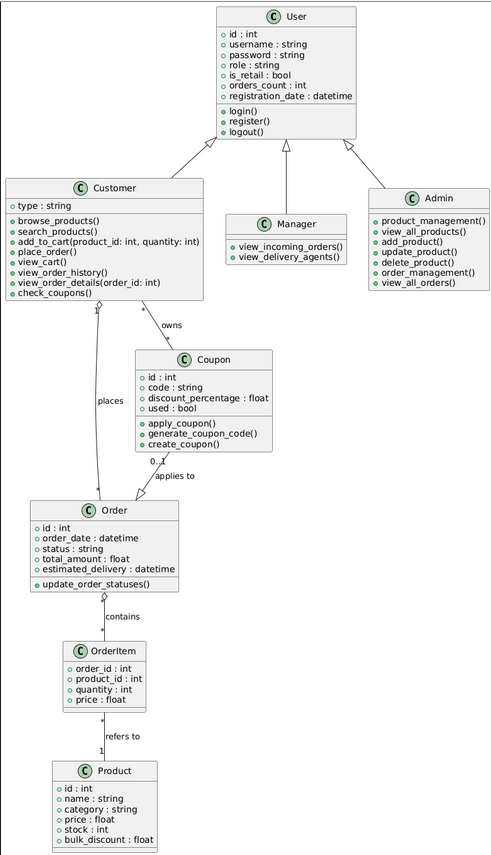 C User
id : int
username : string
password : string
role : string
is_retail : bool
orders_count : int
registration_date : datetime
login()
register()
logout()
C Customer
type : string
browse_products()
search_products()
add_to_cart(product_id: int, quantity: int)
place_order()
view_cart()
view_order_history()
view_order_details(order_id: int)
check_coupons()
C Manager
view_incoming_orders()
view_delivery_agents()
C Admin
product_management()
view_all_products()
add_product()
update_product()
delete_product()
order_management()
view_all_orders()
1
*
owns
*
C Coupon
id : int
code : string
discount_percentage : float
used : bool
apply_coupon()
generate_coupon_code()
create_coupon()
places
0..1
applies to
*
C Order
id : int
order_date : datetime
status : string
total_amount : float
estimated_delivery : datetime
update_order_statuses()
*
contains
*
C OrderItem
order_id : int
product_id : int
quantity : int
price : float
*
refers to
1
C Product
id : int
name : string
category : string
price : float
stock : int
bulk_discount : float